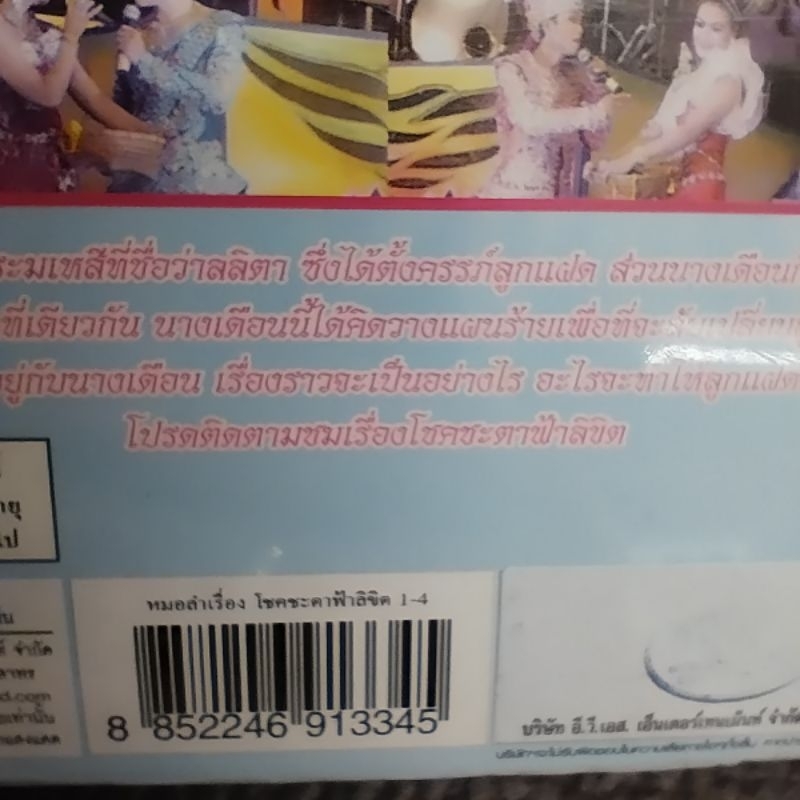 ระมเหสีที่ชื่อว่าลลิตา ซึ่งได้ตั้งครรภ์ลูกแฝด ส่วนนางเดือน
ที่เดียวกัน นางเดือนนี้ได้คิดวางแผนร้ายเพื่อที่จะ
ยู่กับนางเดือน เรื่องราวจะเป็นอย่างไร อะไรจะทำให้ลูกแฝด
โปรดติดตามชมเรื่องโชคชะตาฟ้าลิขิต
ายุ
ไป
หมอลำเรื่อง โชคชะตาฟ้าลิขิต 1-4
จำกัด
8 852246 913345
บริษัท อี.วี.เอส. เอ็นเตอร์เทนเม้นท์ จำกัด